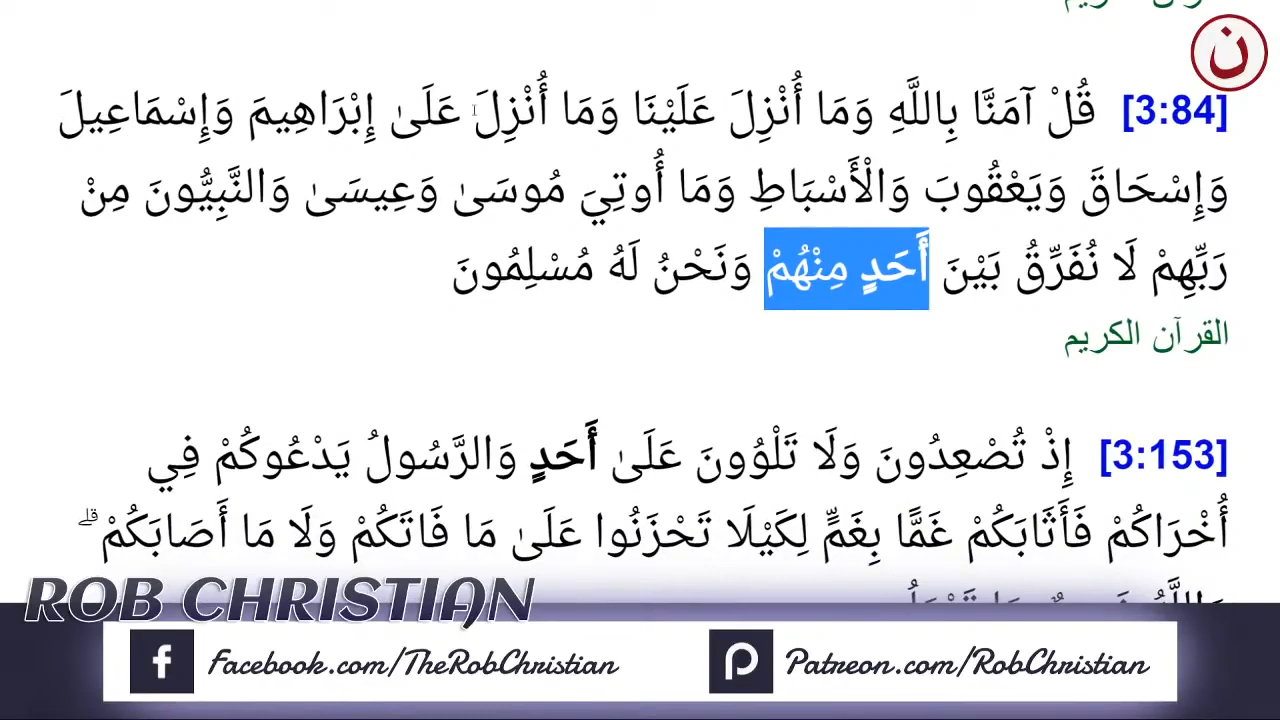 ن
[3:84] قُلْ آمَنَّا بِاللَّهِ وَمَا أُنْزِلَ عَلَيْنَا وَمَا أُنْزِلَ عَلَىٰ إِبْرَاهِيمَ وَإِسْمَاعِيلَ
وَإِسْحَاقَ وَيَعْقُوبَ وَالْأَسْبَاطِ وَمَا أُوتِيَ مُوسَىٰ وَعِيسَىٰ وَالنَّبِيُّونَ مِنْ
رَبِّهِمْ لَا نُفَرِّقُ بَيْنَ أَحَدٍ مِنْهُمْ وَنَحْنُ لَهُ مُسْلِمُونَ
القرآن الكريم
[3:153] إِذْ تُصْعِدُونَ وَلَا تَلْوُونَ عَلَىٰ أَحَدٍ وَالرَّسُولُ يَدْعُوكُمْ فِي
أُخْرَاكُمْ فَأَثَابَكُمْ غَمًّا بِغَمٍّ لِكَيْلَا تَحْزَنُوا عَلَىٰ مَا فَاتَكُمْ وَلَا مَا أَصَابَكُمْ ۗ
ROB CHRISTIAN
Facebook.com/TheRobChristian
Patreon.com/RobChristian